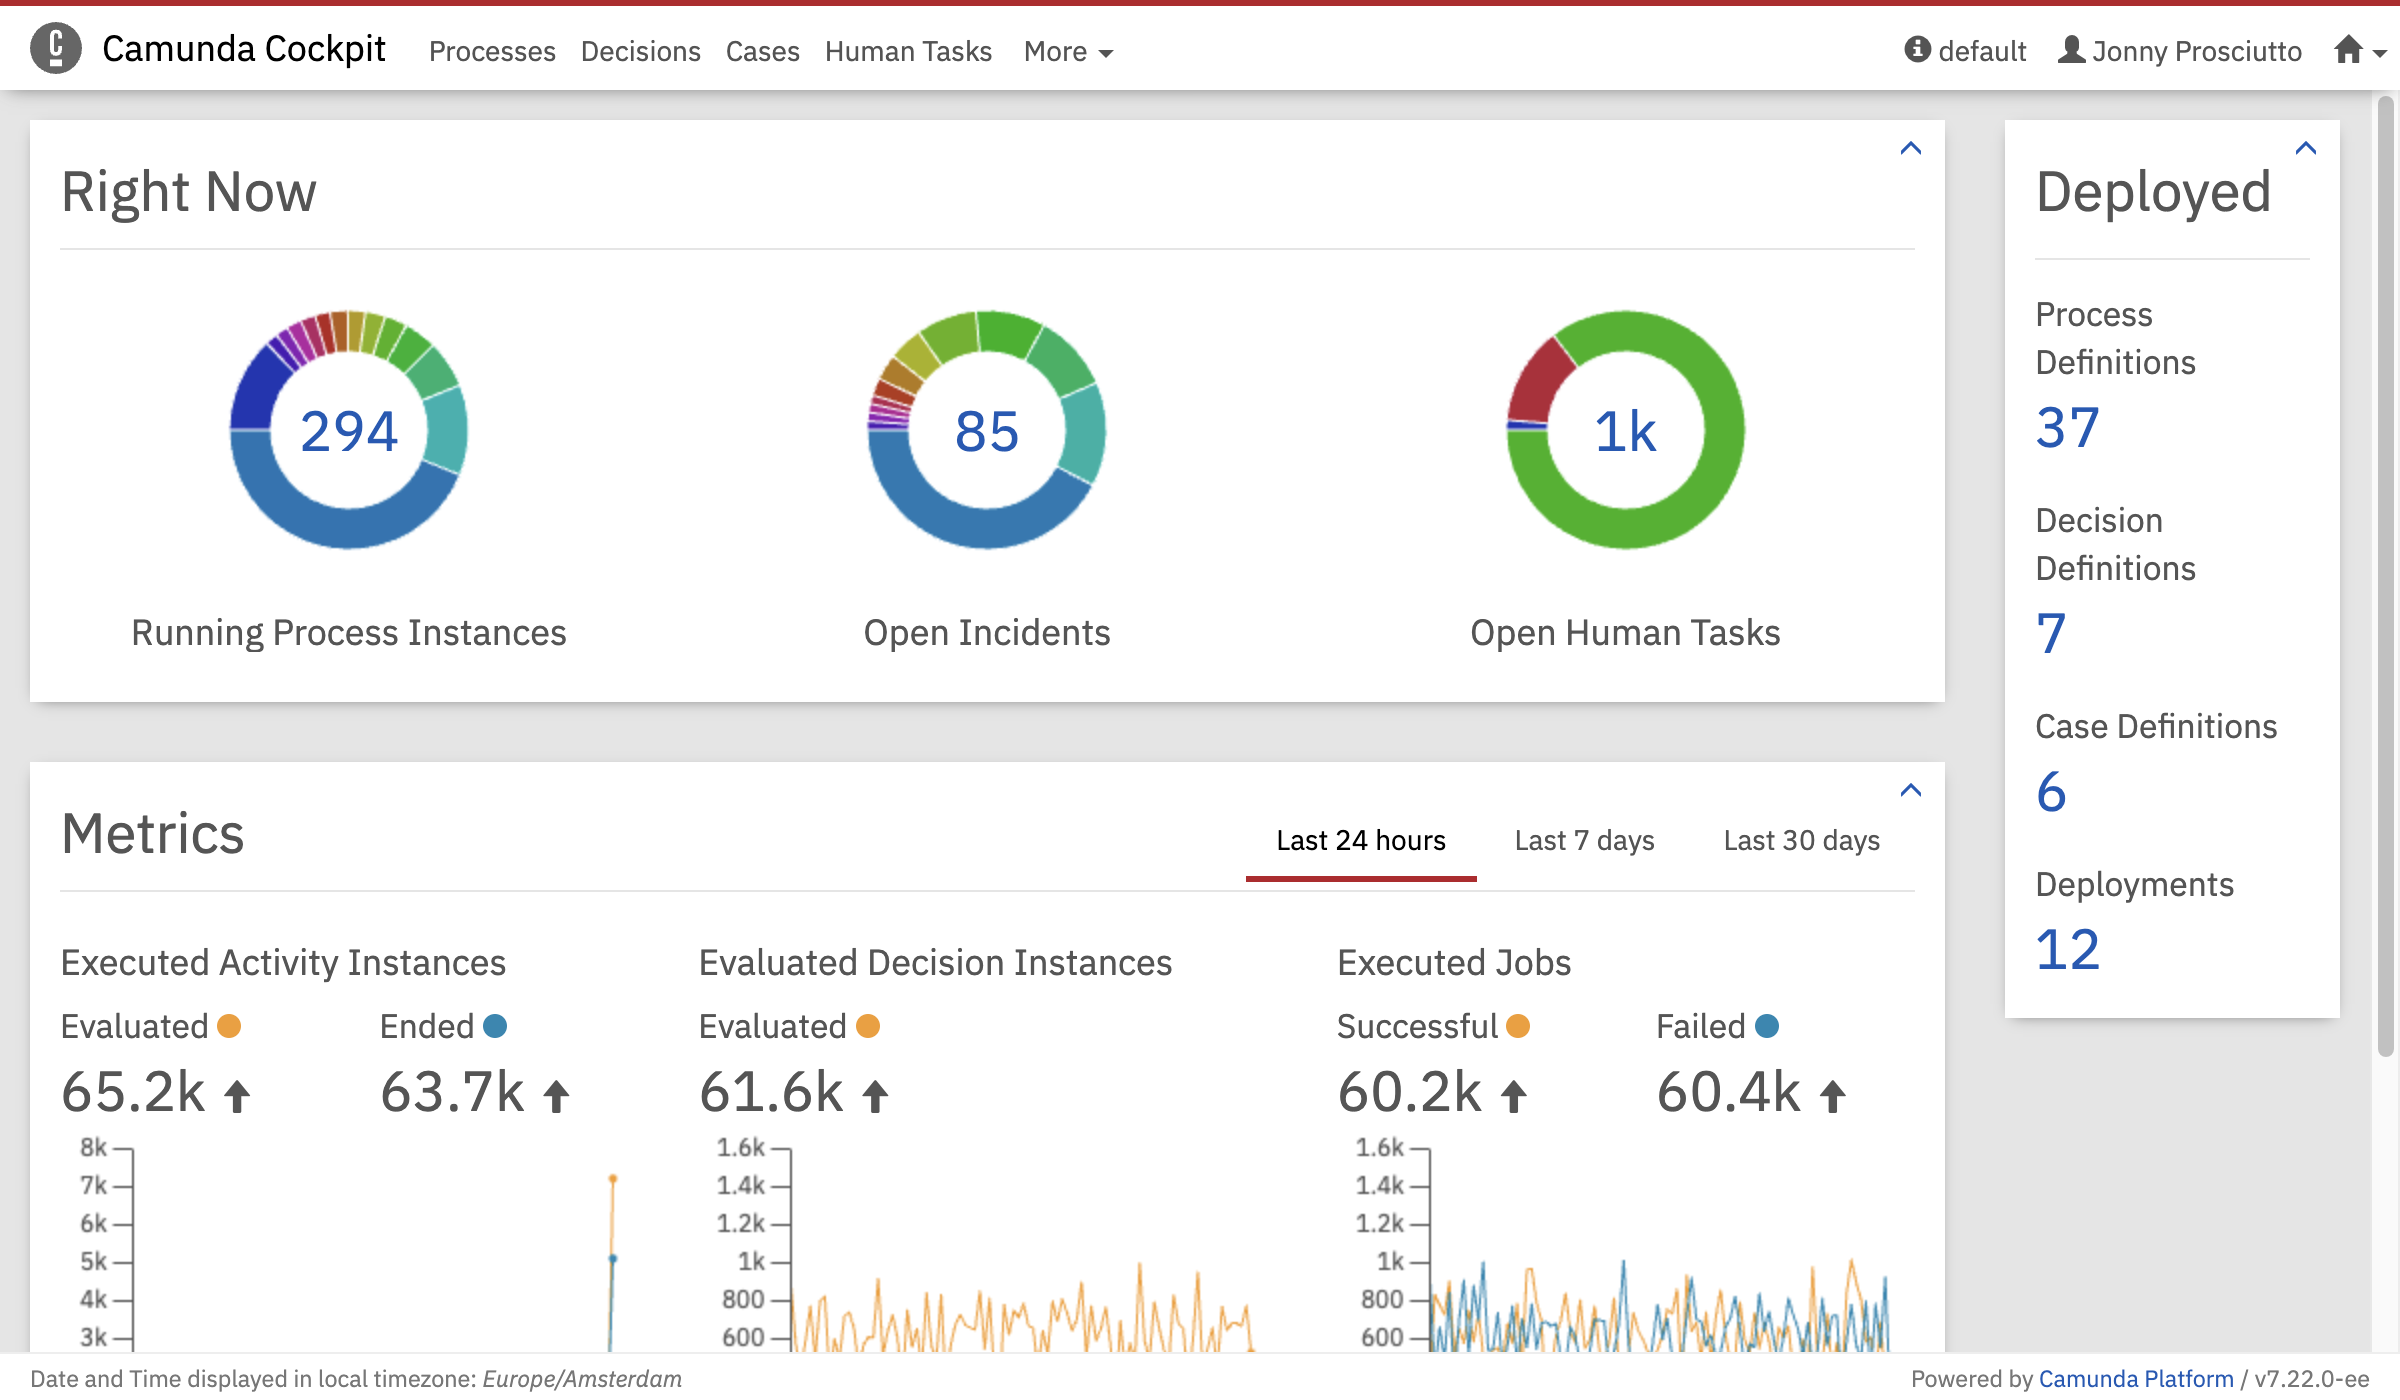 Camunda Cockpit Processes Decisions Cases Human Tasks More default Jonny Prosciutto
Right Now
294
85
1k
Running Process Instances
Open Incidents
Open Human Tasks
Deployed
Process
Definitions
37
Decision
Definitions
7
Case Definitions
6
Deployments
12
Metrics
Last 24 hours Last 7 days Last 30 days
Executed Activity Instances
Evaluated Ended
65.2k 63.7k
8k
7k
6k
5k
4k
3k
Evaluated Decision Instances
Evaluated
61.6k
1.6k
1.4k
1.2k
1k
800
600
Executed Jobs
Successful Failed
60.2k 60.4k
1.6k
1.4k
1.2k
1k
800
600
Date and Time displayed in local timezone: Europe/Amsterdam
Powered by Camunda Platform / v7.22.0-ee